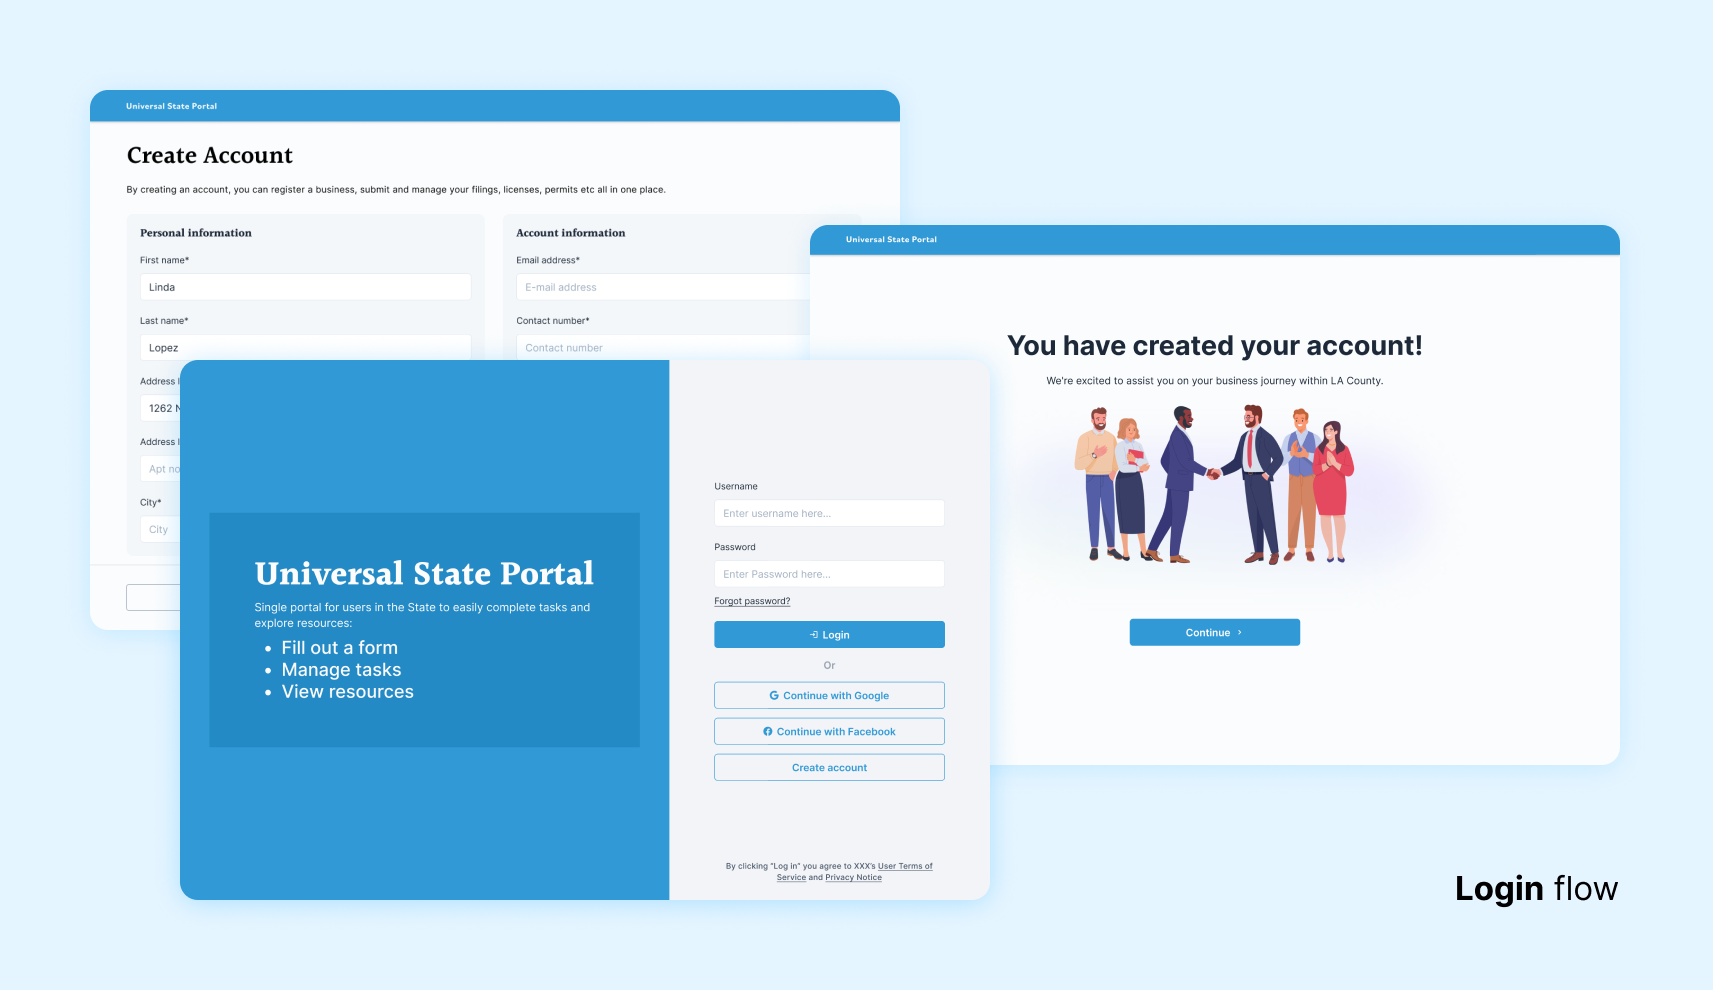 Universal State Portal
Create Account
By creating an account, you can register a business, submit and manage your filings, licenses, permits etc all in one place.
Personal information
First name*
Linda
Last name*
Lopez
Address
1262
Address
Apt no
City*
City
Account information
Email address*
E-mail address
Contact number*
Contact number
Universal State Portal
Single portal for users in the State to easily complete tasks and
explore resources:
• Fill out a form
• Manage tasks
• View resources
Username
Enter username here...
Password
Enter Password here...
Forgot password?
Login
Or
Continue with Google
Continue with Facebook
Create account
By clicking "Log in" you agree to XXX's User Terms of
Service and Privacy Notice
Universal State Portal
You have created your account!
We're excited to assist you on your business journey within LA County.
Continue
Login flow